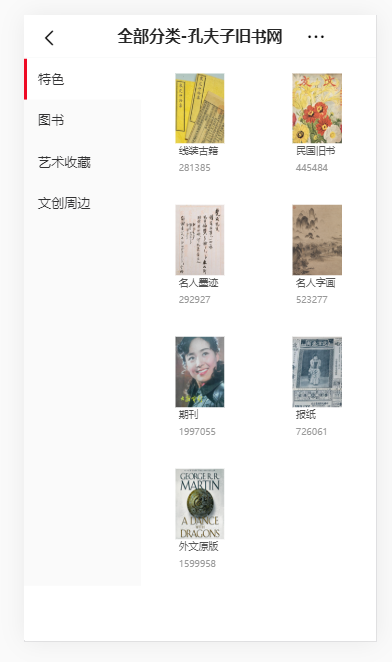 全部分类-孔夫子旧书网
特色
图书
艺术收藏
文创周边
线装古籍
281385
民国旧书
445484
名人墨迹
292927
名人字画
523277
期刊
1997055
报纸
726061
GEORGE R.R.
MARTIN
A DANCE
WITH
DRAGONS
外文原版
1599958